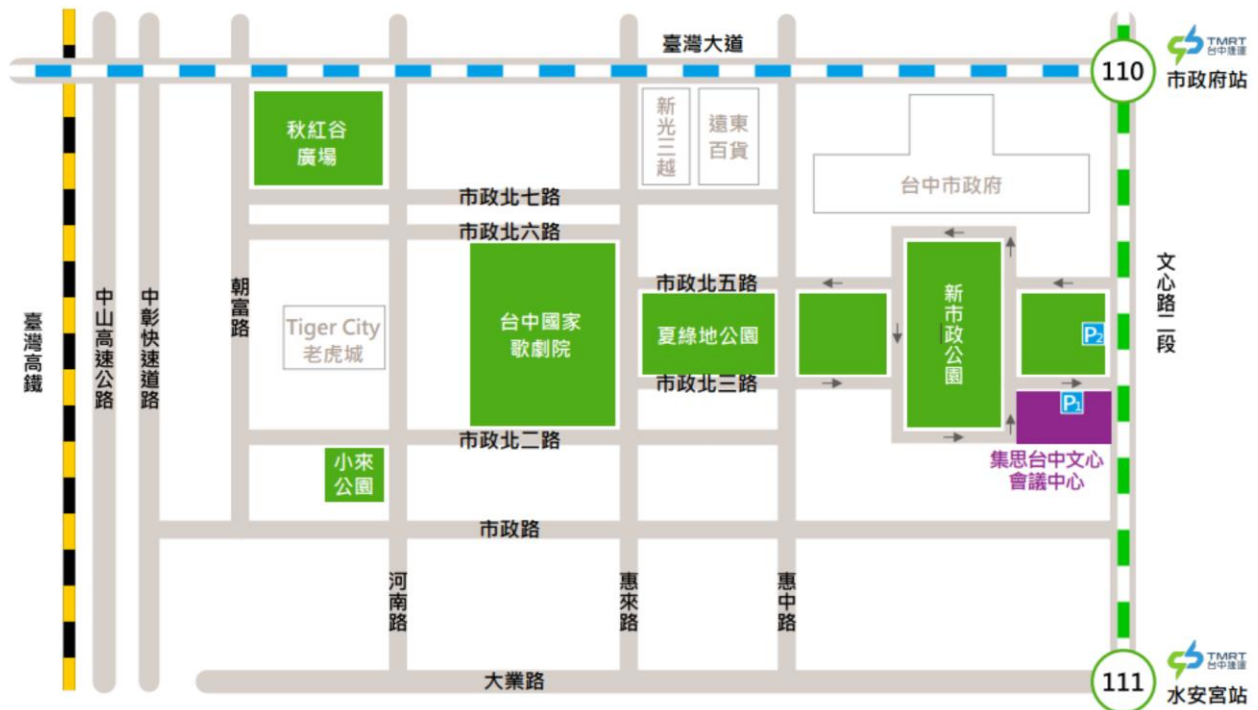 臺灣大道
110
TMRT
台中捷運
市政府站
秋紅谷
廣場
新光三越
遠東
百貨
台中市政府
市政北七路
市政北六路
市政北五路
文心路二段
臺灣高鐵
中山高速公路
中彰快速道路
朝富路
Tiger City
老虎城
台中國家
歌劇院
夏綠地公園
新市政公園
P2
市政北三路
P1
市政北二路
小來
公園
集思台中文心
會議中心
市政路
河南路
惠來路
惠中路
大業路
111
TMRT
台中捷運
水安宮站